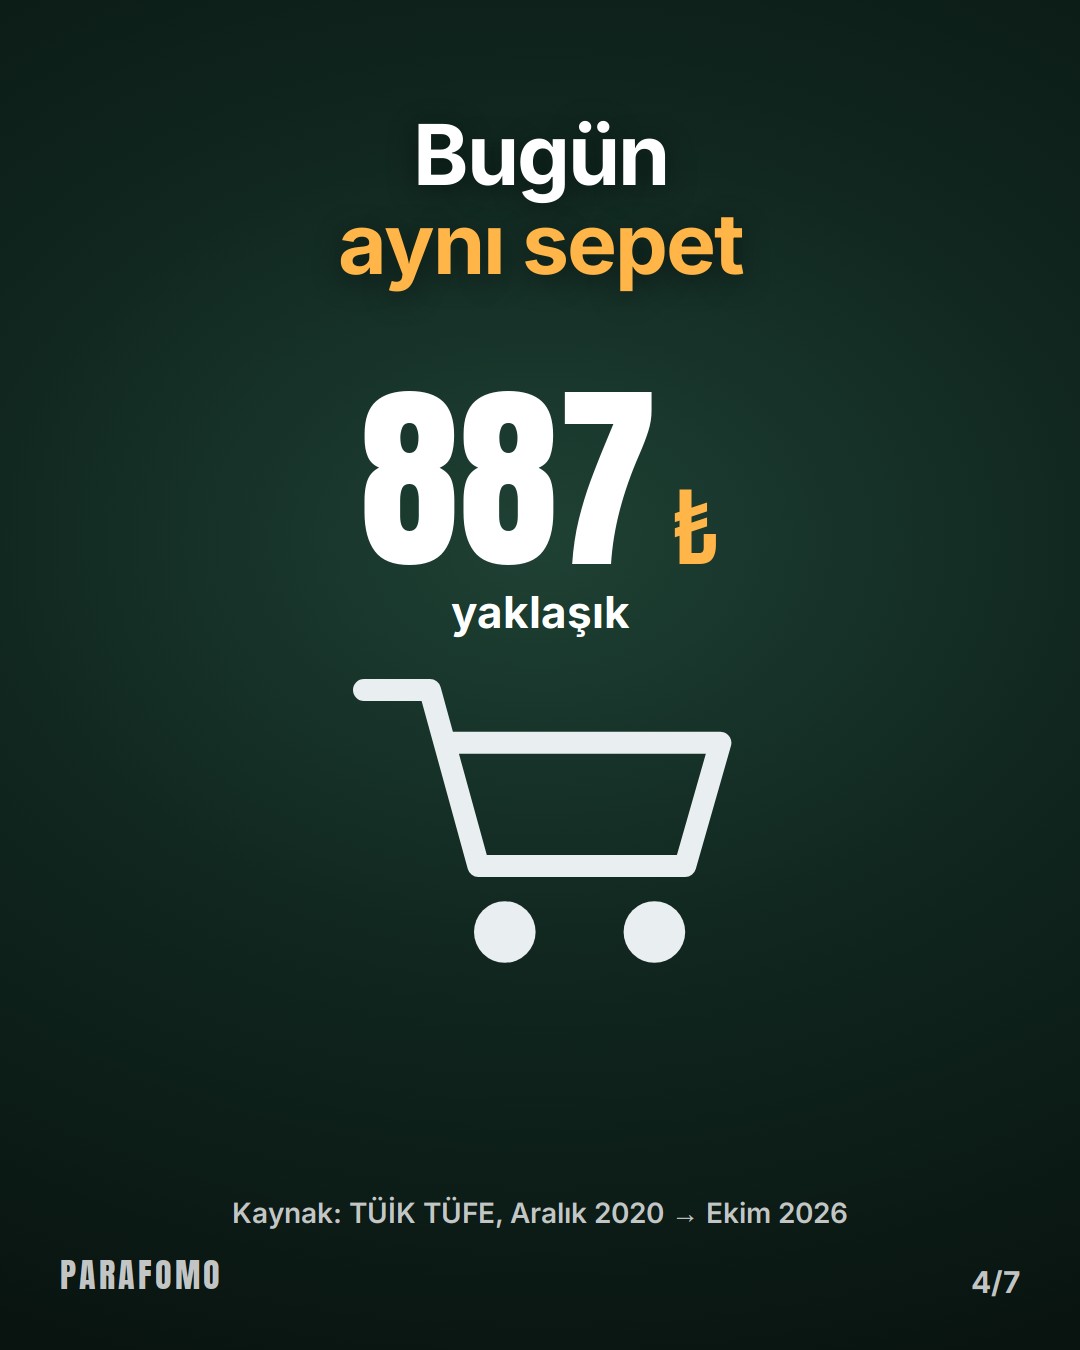 Bugün
aynı sepet
887 ₺
yaklaşık
Kaynak: TÜİK TÜFE, Aralık 2020 → Ekim 2026
PARAFOMO
4/7